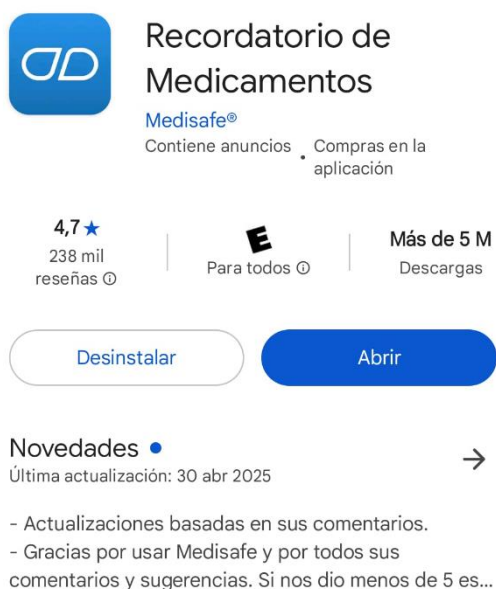 Recordatorio de
Medicamentos
Medisafe®
Contiene anuncios • Compras en la
aplicación
4,7 ★
238 mil
reseñas
E
Para todos
Más de 5 M
Descargas
Desinstalar
Abrir
Novedades
Última actualización: 30 abr 2025
- Actualizaciones basadas en sus comentarios.
- Gracias por usar Medisafe y por todos sus
comentarios y sugerencias. Si nos dio menos de 5 es...